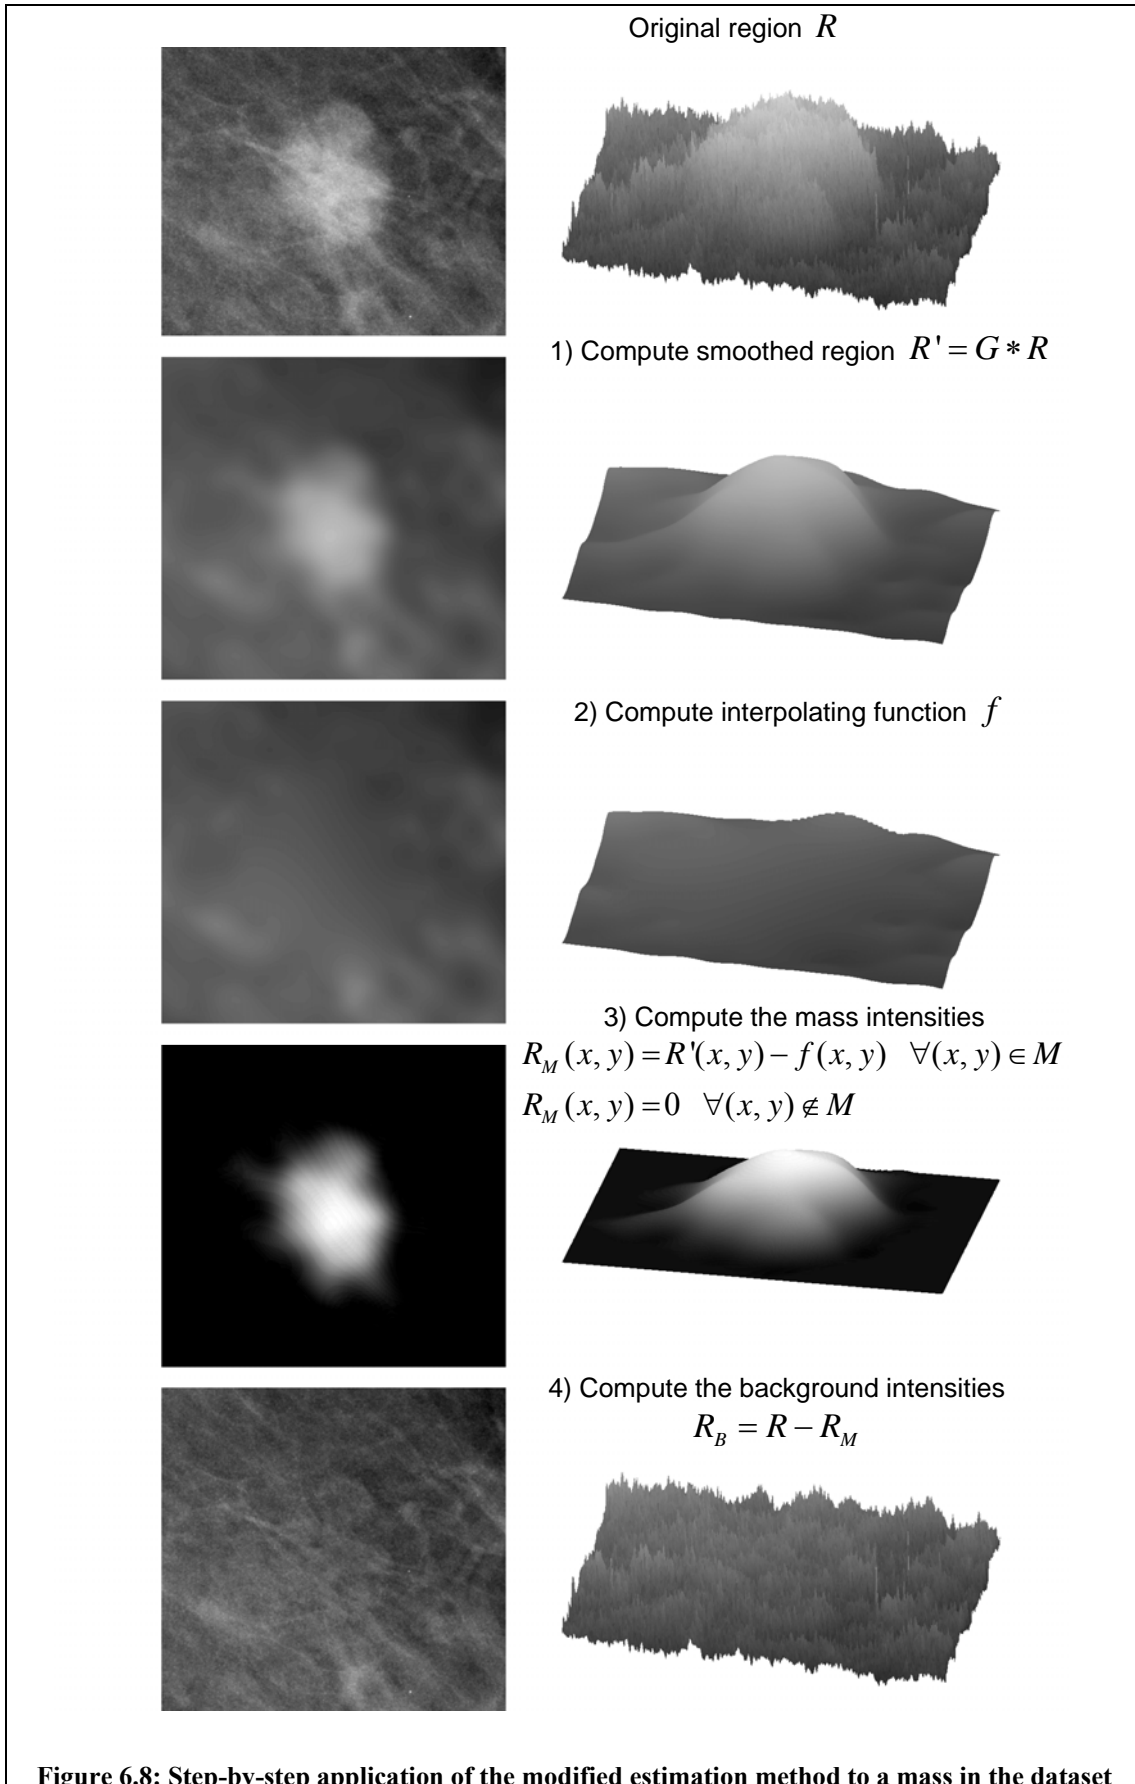 Original region R
1) Compute smoothed region R' = G * R
2) Compute interpolating function f
3) Compute the mass intensities
R_M (x, y) = R'(x, y) − f (x, y) ∀(x, y) ∈ M
R_M (x, y) = 0 ∀(x, y) ∉ M
4) Compute the background intensities
R_B = R − R_M
Figure 6.8: Step-by-step application of the modified estimation method to a mass in the dataset